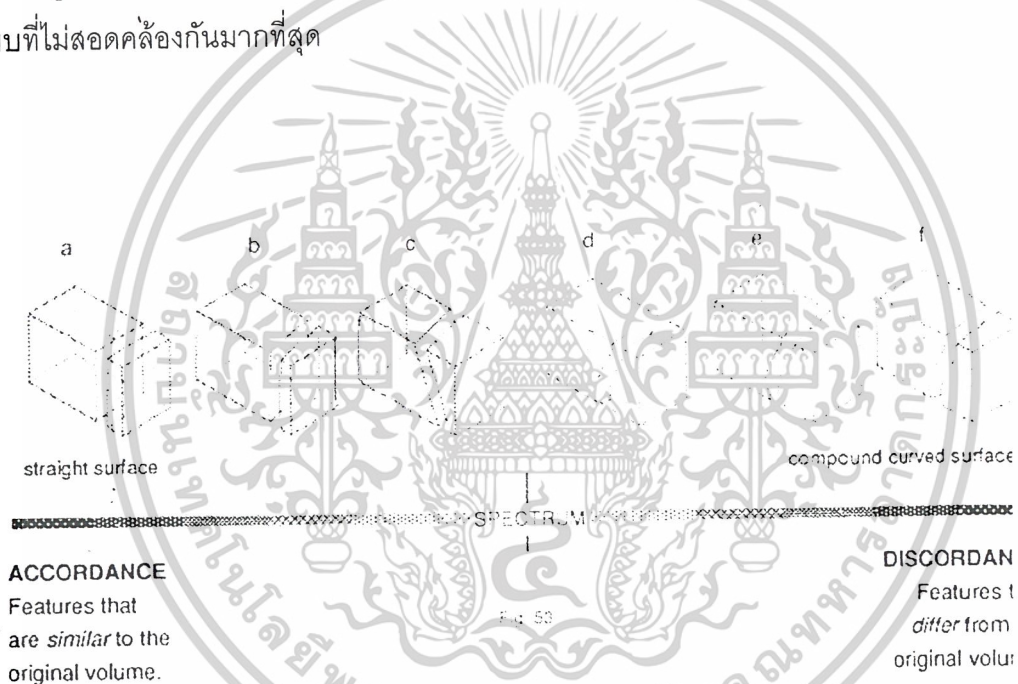 บที่ไม่สอดคล้องกันมากที่สุด
a b c d e f
straight surface
compound curved surface
SPECTRUM
ACCORDANCE
Features that
are similar to the
original volume.
DISCORDAN
Features t
differ from
original volu
Fig 53